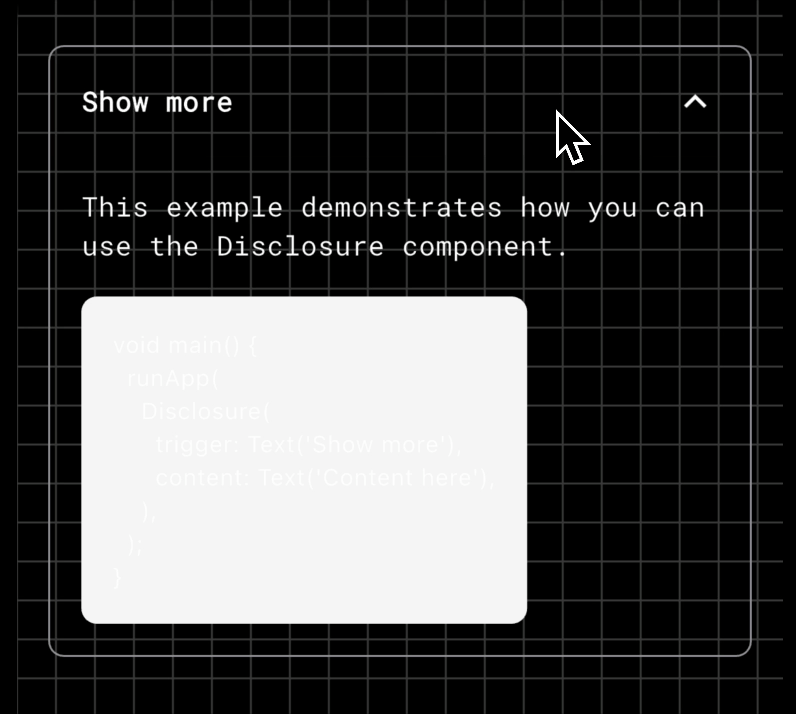 Show more
This example demonstrates how you can
use the Disclosure component.
void main() {
  runApp(
    Disclosure(
      trigger: Text('Show more'),
      content: Text('Content here'),
    ),
  );
}